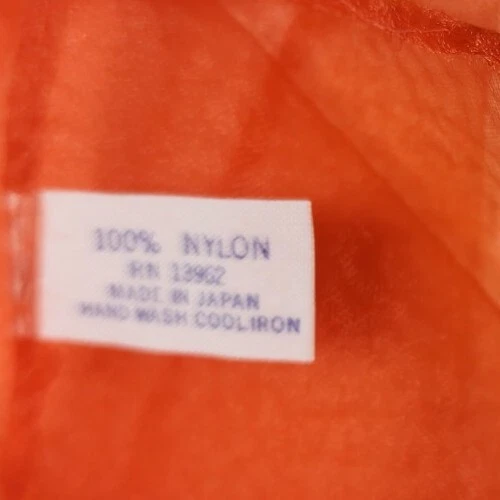 100% NYLON
RN 13962
MADE IN JAPAN
HAND WASH COOL IRON